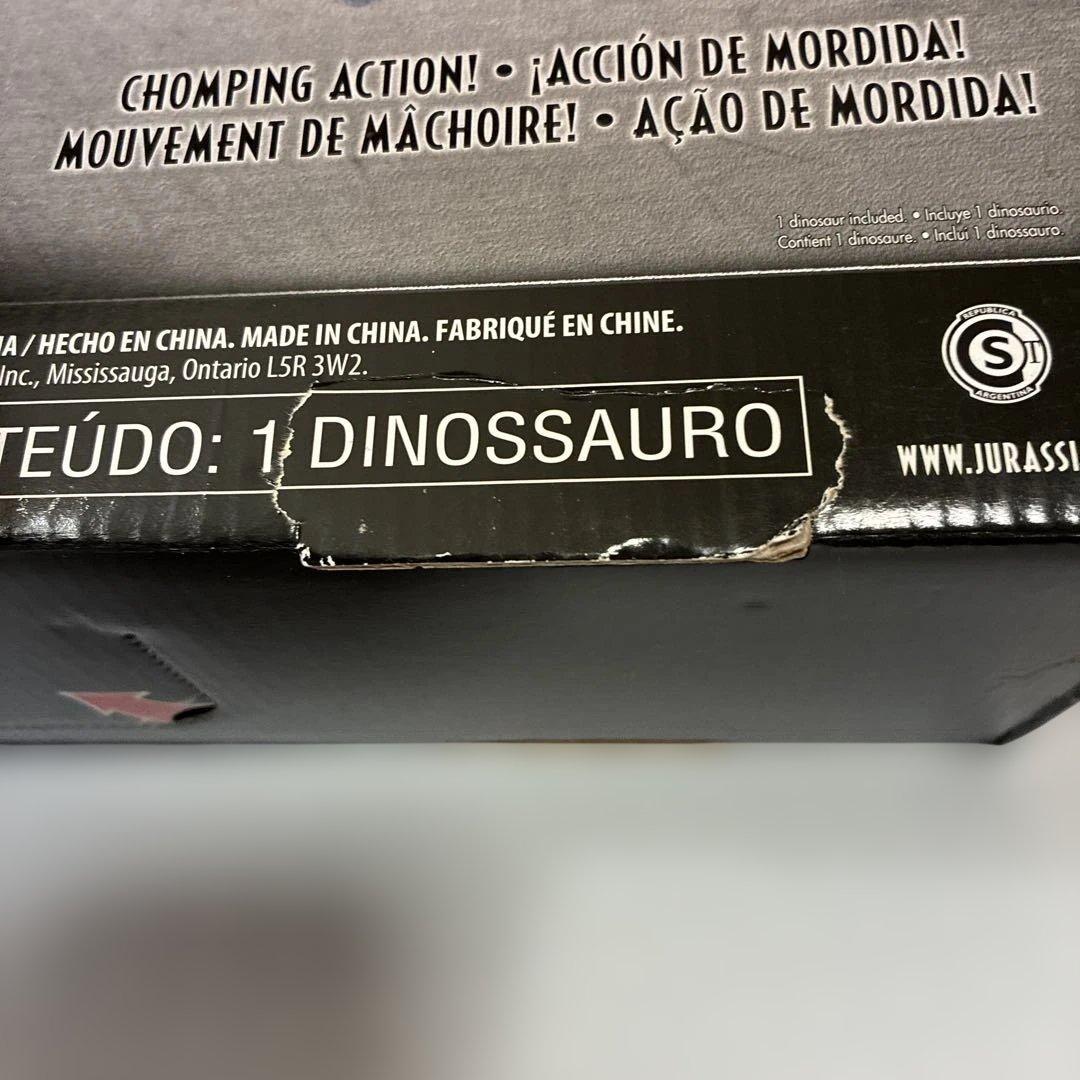 CHOMPING ACTION! • ¡ACCIÓN DE MORDIDA!
MOUVEMENT DE MÂCHOIRE! • AÇÃO DE MORDIDA!
1 dinosaur included. • Incluye 1 dinosaurio.
Contient 1 dinosaure. • Inclui 1 dinossauro.
/ HECHO EN CHINA. MADE IN CHINA. FABRIQUÉ EN CHINE.
Inc., Mississauga, Ontario L5R 3W2.
TEÚDO: 1 DINOSSAURO
REPUBLICA
S II
ARGENTINA
WWW.JURASSI